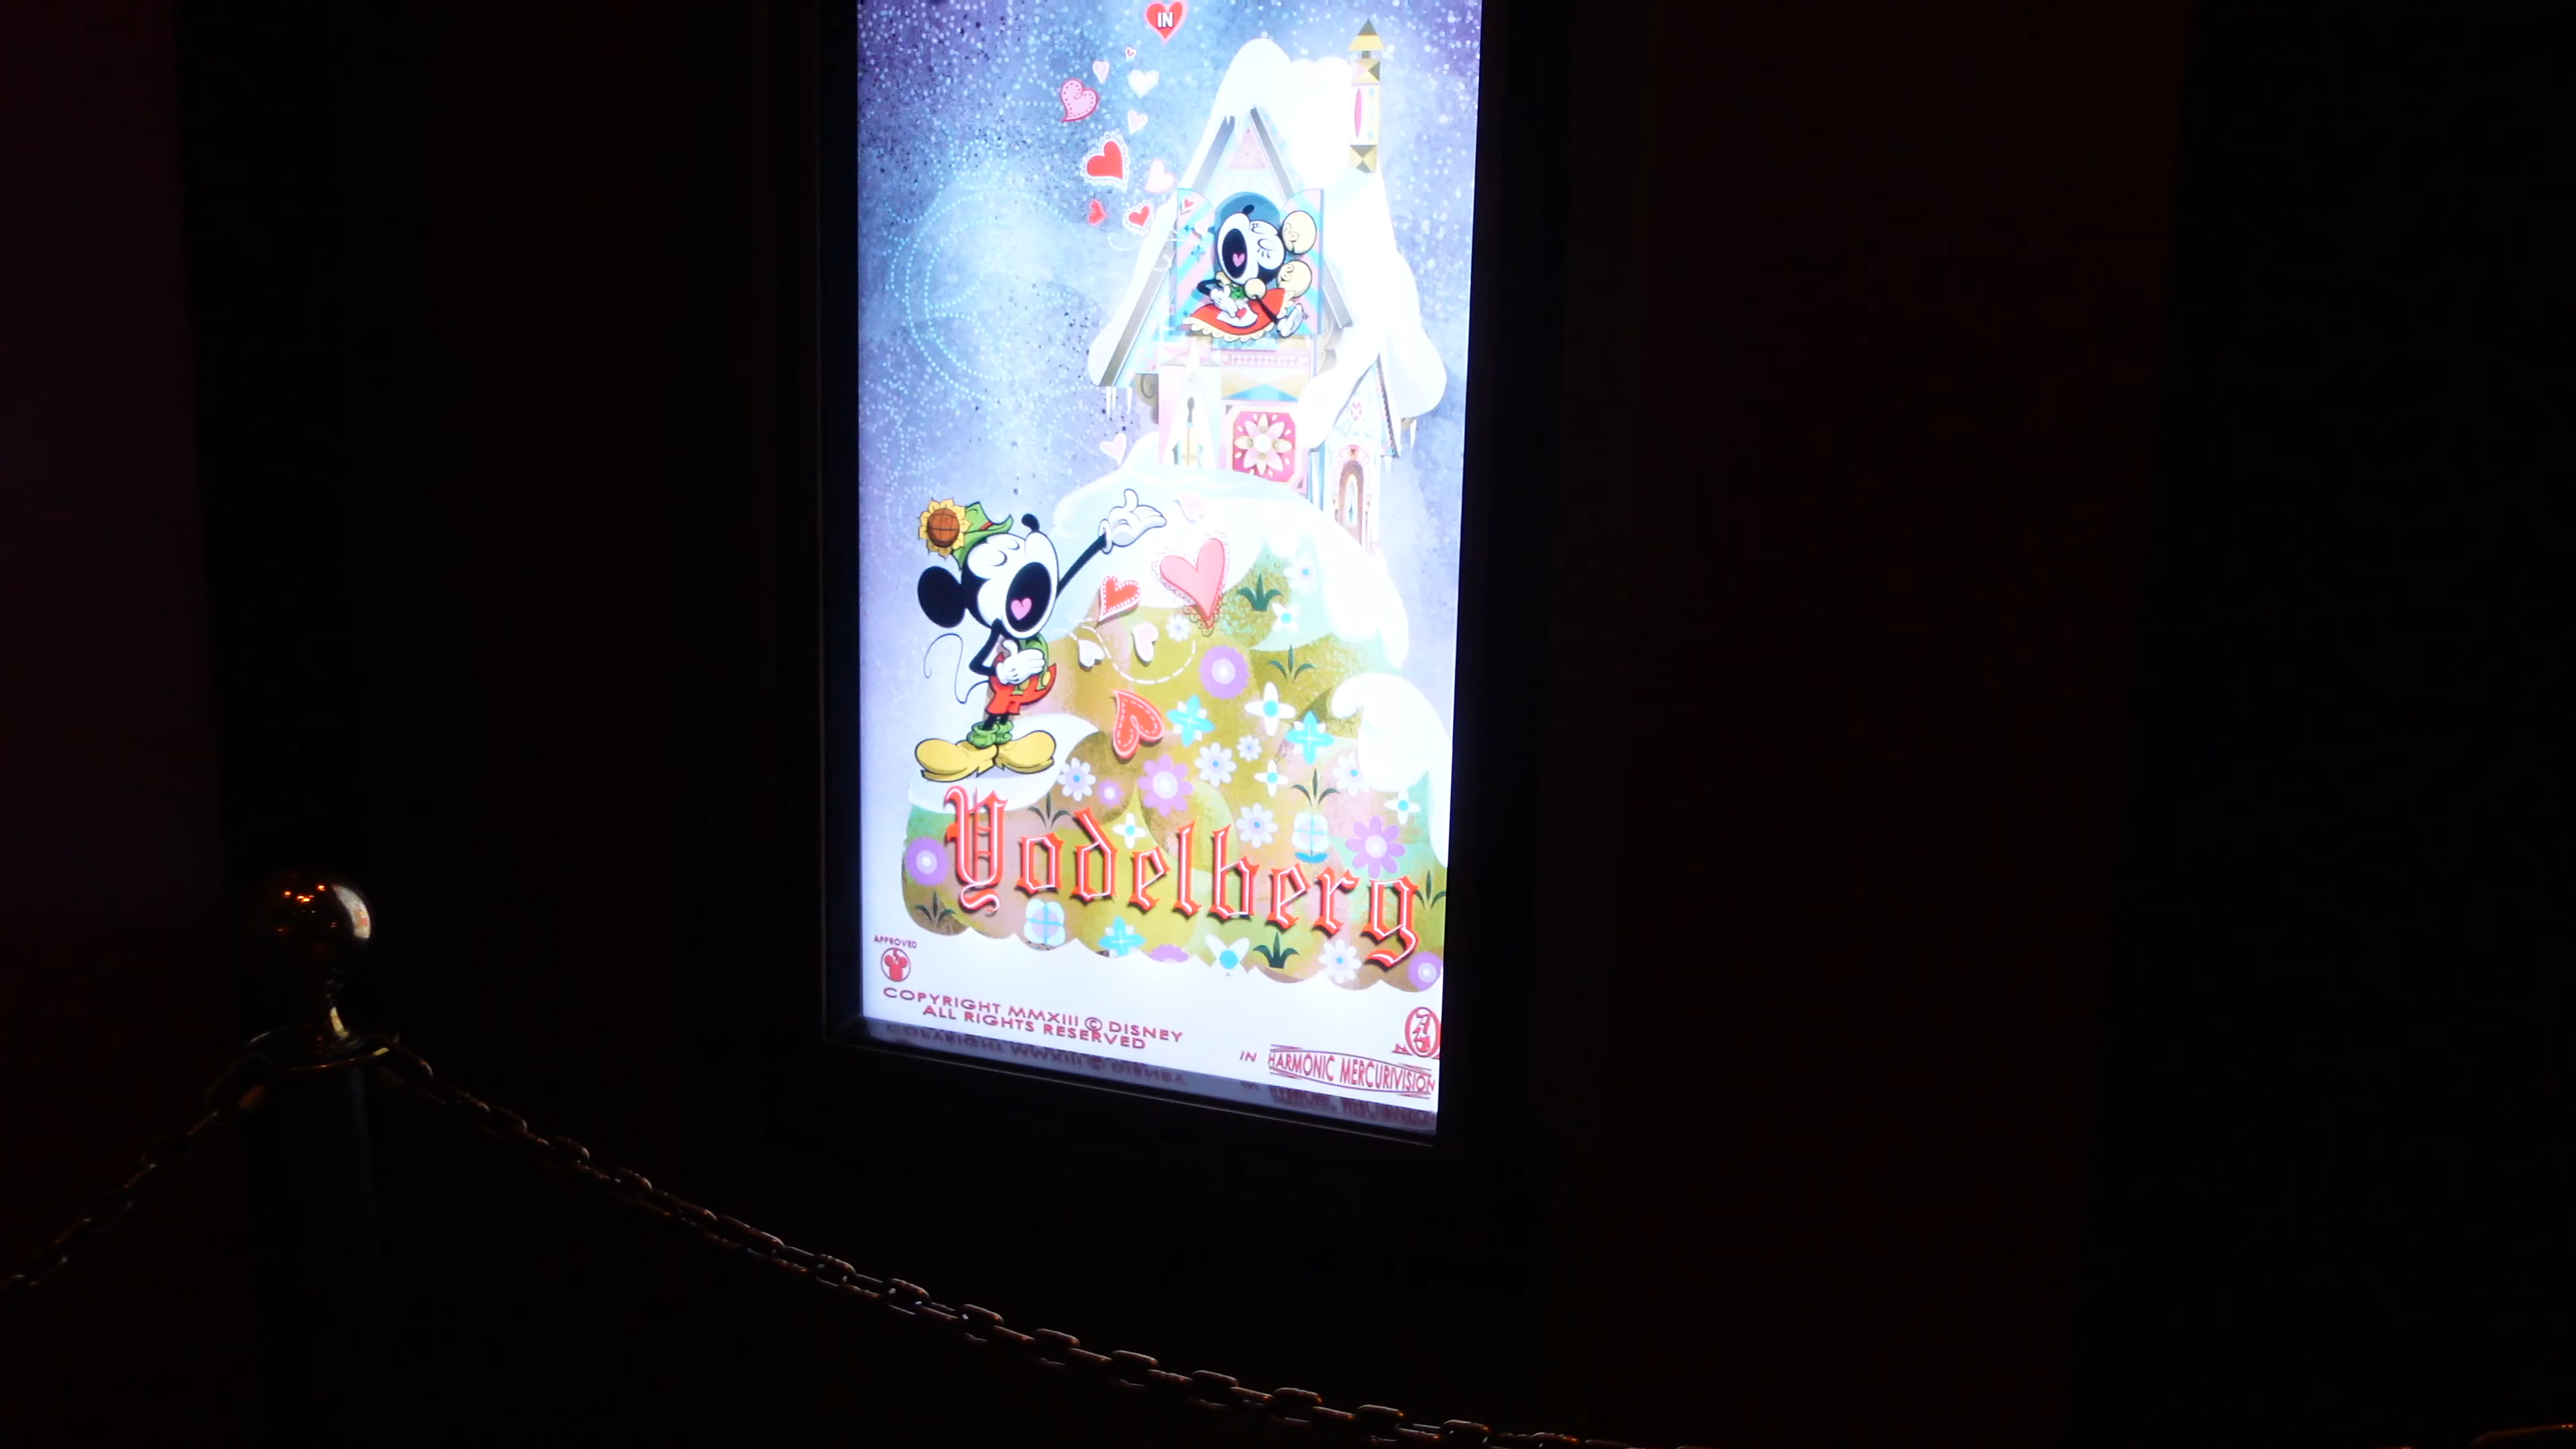 IN
Yodelberg
APPROVED
COPYRIGHT MMXIII © DISNEY
ALL RIGHTS RESERVED
IN HARMONIC MERCURIVISION